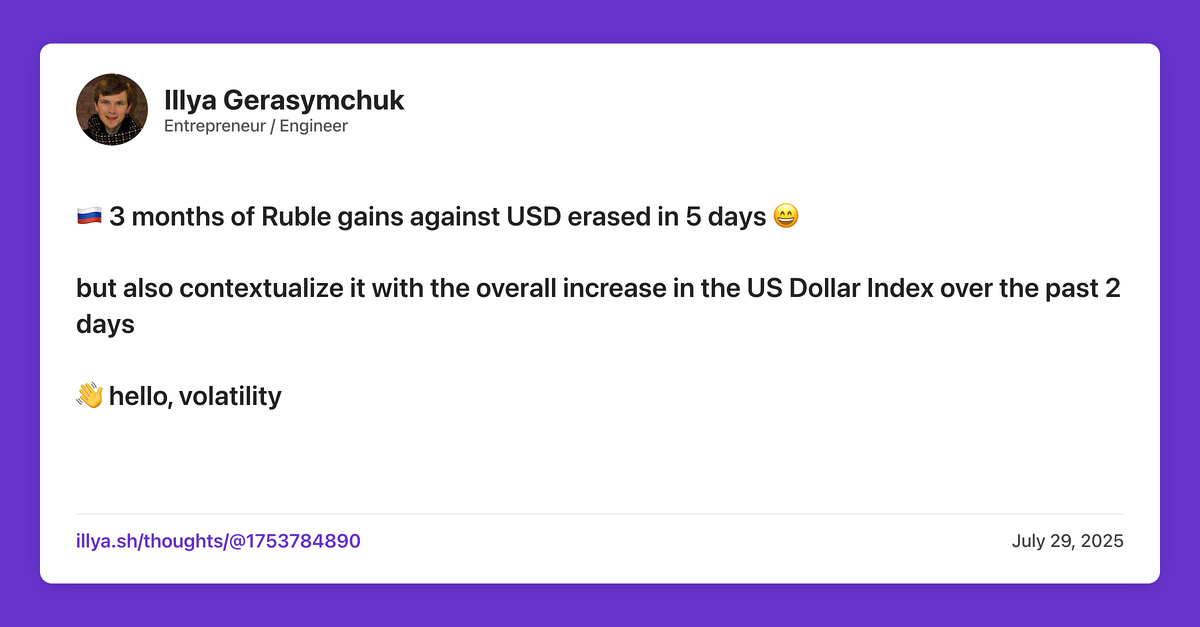 Illya Gerasymchuk
Entrepreneur / Engineer
🇷🇺 3 months of Ruble gains against USD erased in 5 days 😄
but also contextualize it with the overall increase in the US Dollar Index over the past 2
days
👋 hello, volatility
illya.sh/thoughts/@1753784890
July 29, 2025